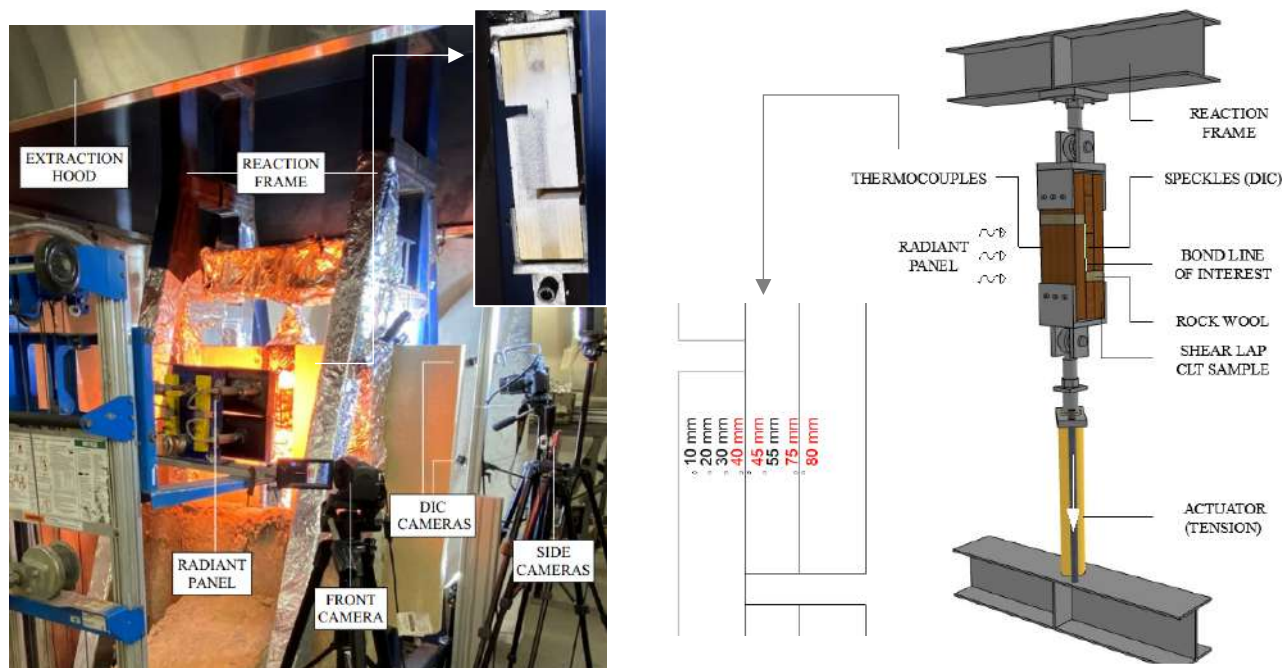 EXTRACTION
HOOD
REACTION
FRAME
RADIANT
PANEL
FRONT
CAMERA
DIC
CAMERAS
SIDE
CAMERAS
10 mm
20 mm
30 mm
40 mm
45 mm
55 mm
75 mm
80 mm
THERMOCOUPLES
RADIANT
PANEL
REACTION
FRAME
SPECKLES (DIC)
BOND LINE
OF INTEREST
ROCK WOOL
SHEAR LAP
CLT SAMPLE
ACTUATOR
(TENSION)